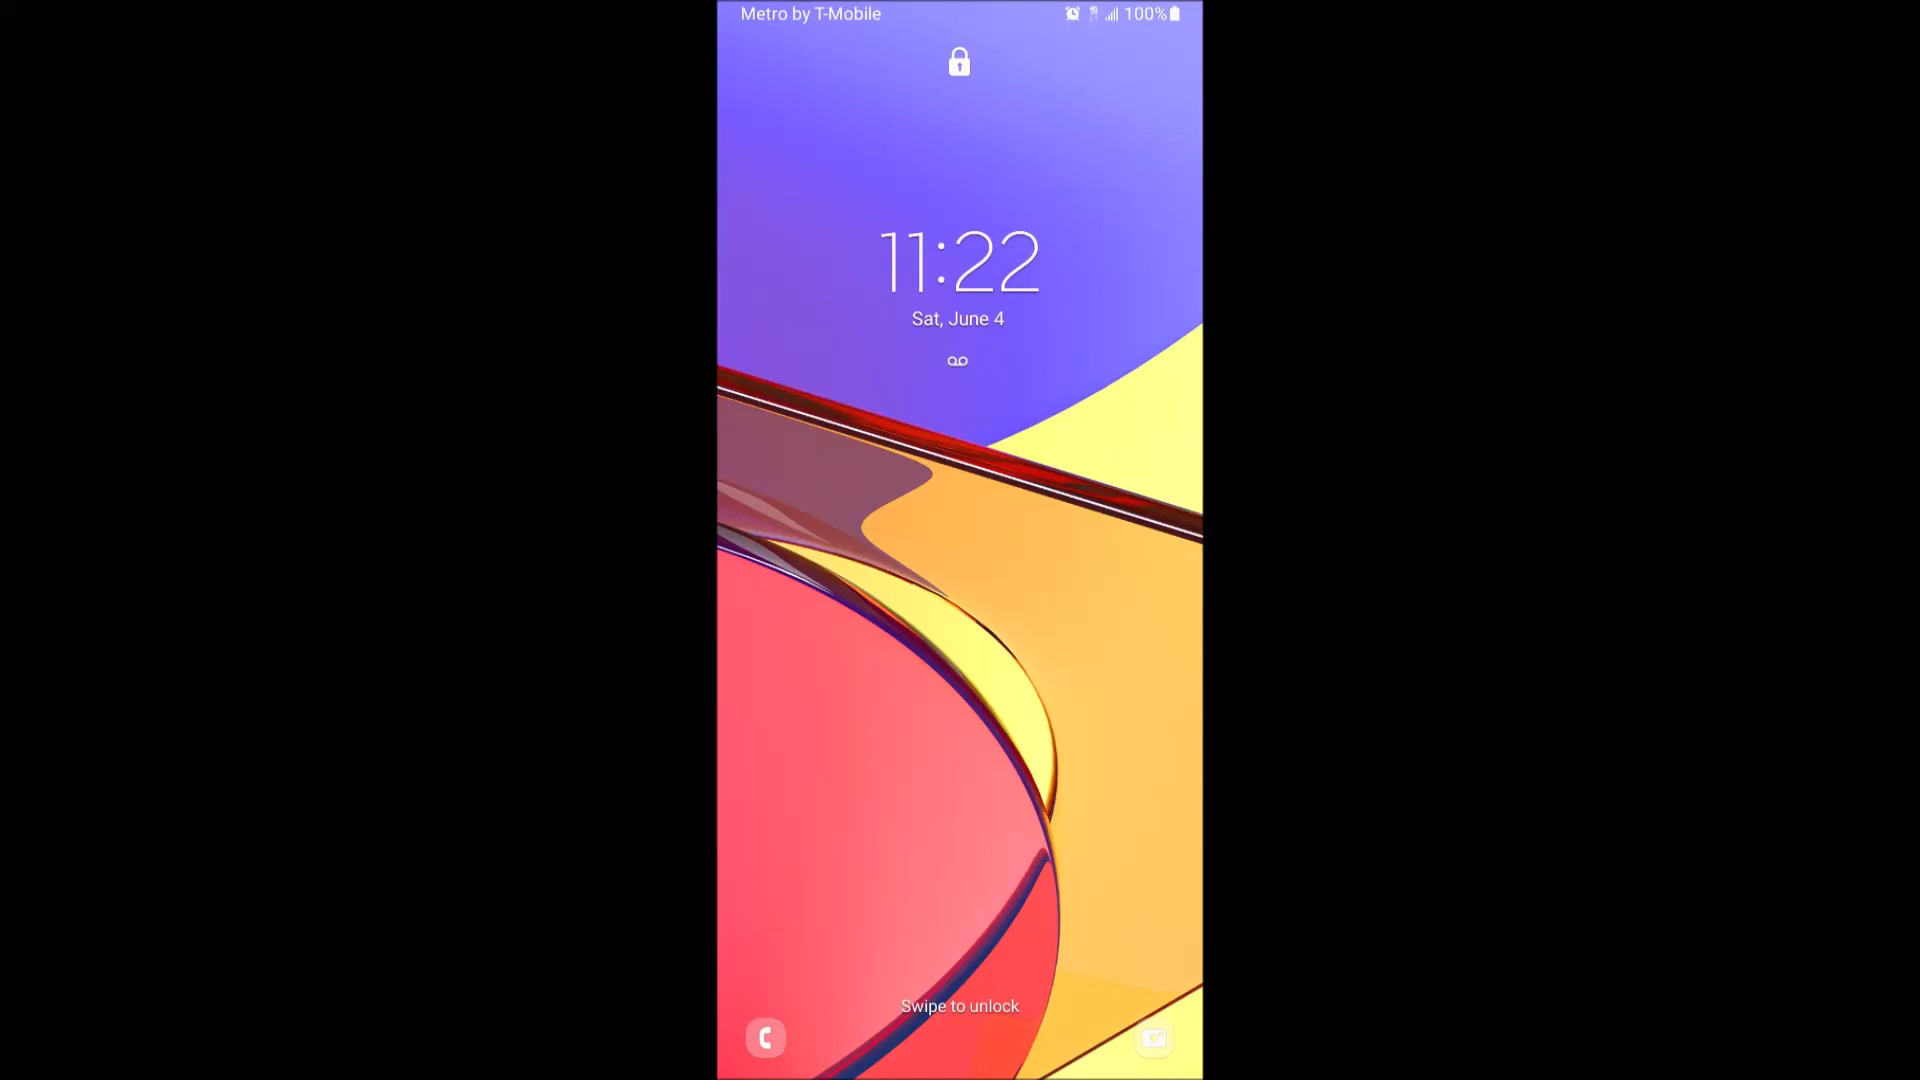 Metro by T-Mobile
100%
11:22
Sat, June 4
Swipe to unlock